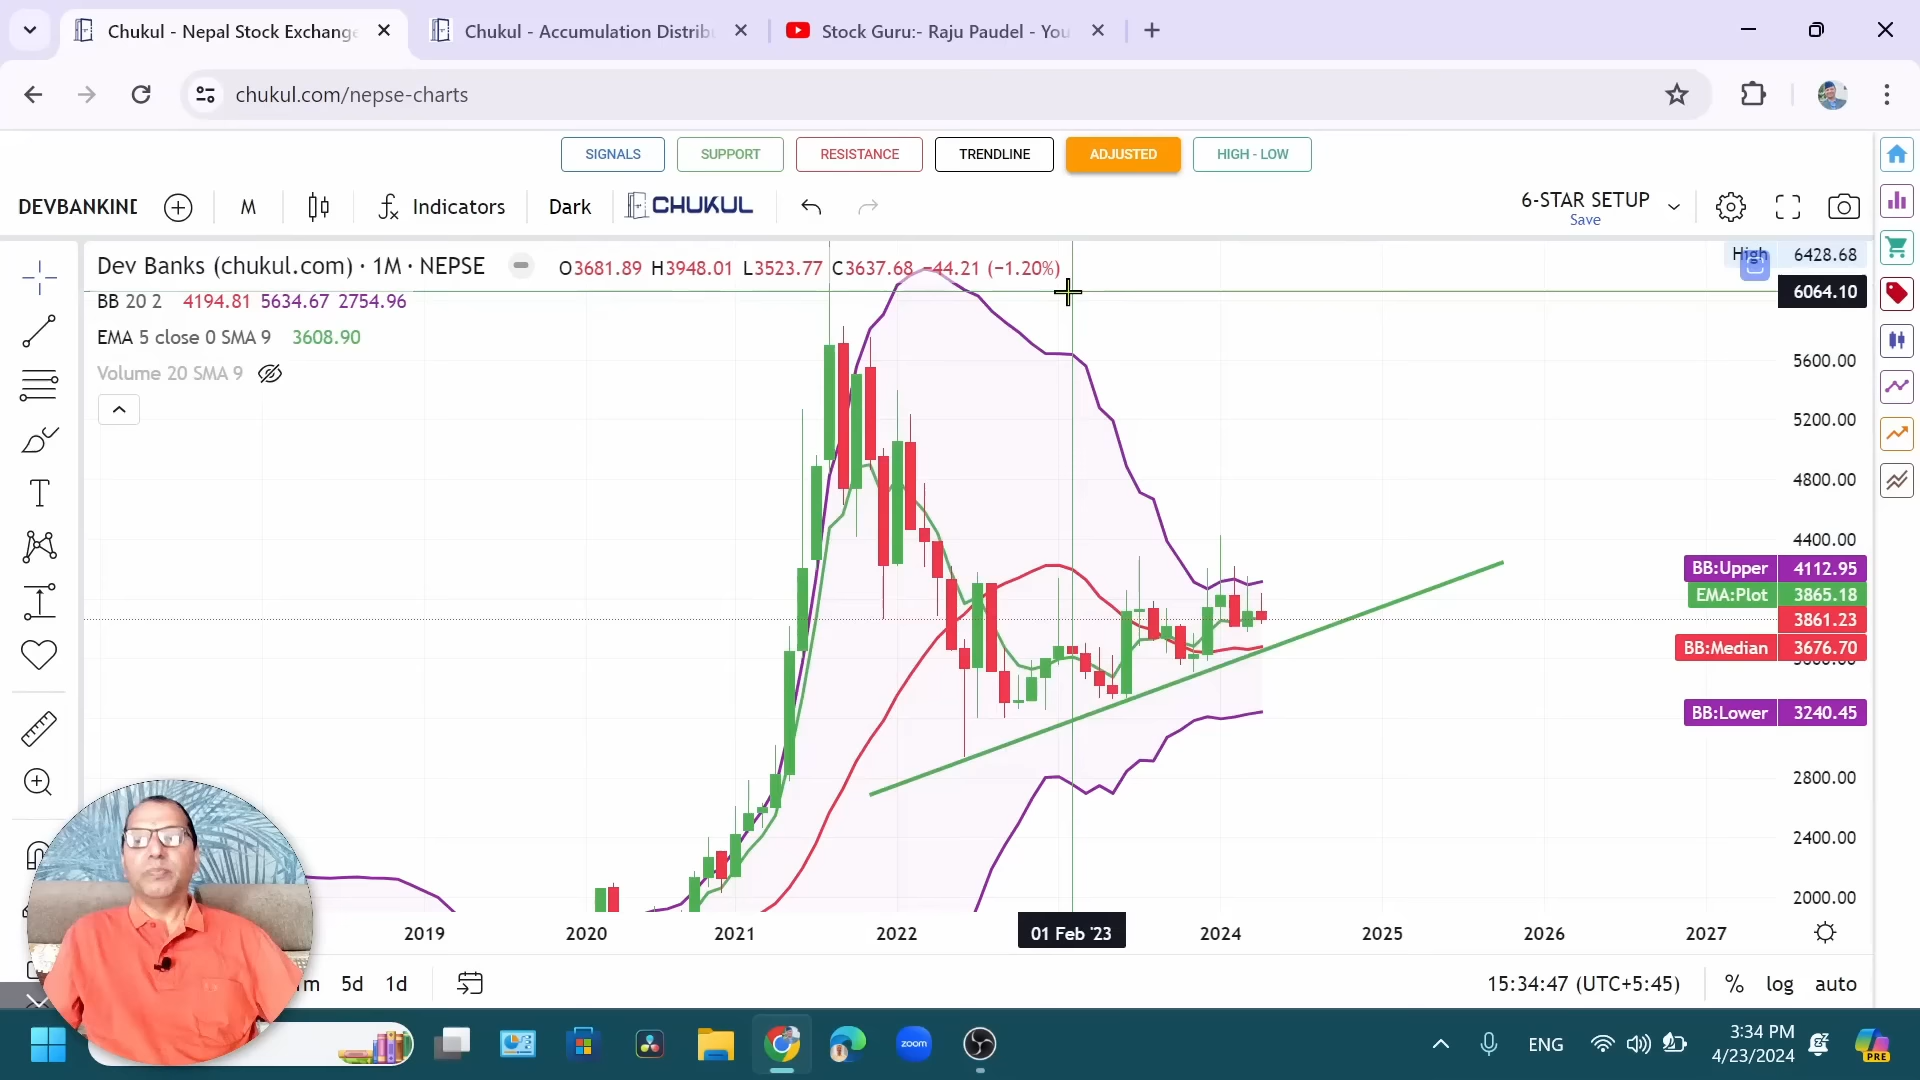 Chukul - Nepal Stock Exchange
Chukul - Accumulation Distribu
Stock Guru:- Raju Paudel - You
chukul.com/nepse-charts
SIGNALS
SUPPORT
RESISTANCE
TRENDLINE
ADJUSTED
HIGH - LOW
DEVBANKIND
M
Indicators
Dark
CHUKUL
6-STAR SETUP
Save
Dev Banks (chukul.com) · 1M · NEPSE
O3681.89 H3948.01 L3523.77 C3637.68 −44.21 (−1.20%)
BB 20 2 4194.81 5634.67 2754.96
EMA 5 close 0 SMA 9 3608.90
Volume 20 SMA 9
High 6428.68
6064.10
5600.00
5200.00
4800.00
4400.00
BB:Upper 4112.95
EMA:Plot 3865.18
3861.23
BB:Median 3676.70
BB:Lower 3240.45
2800.00
2400.00
2000.00
2019
2020
2021
2022
01 Feb '23
2024
2025
2026
2027
5d
1d
15:34:47 (UTC+5:45)
%
log
auto
zoom
ENG
3:34 PM
4/23/2024
PRE